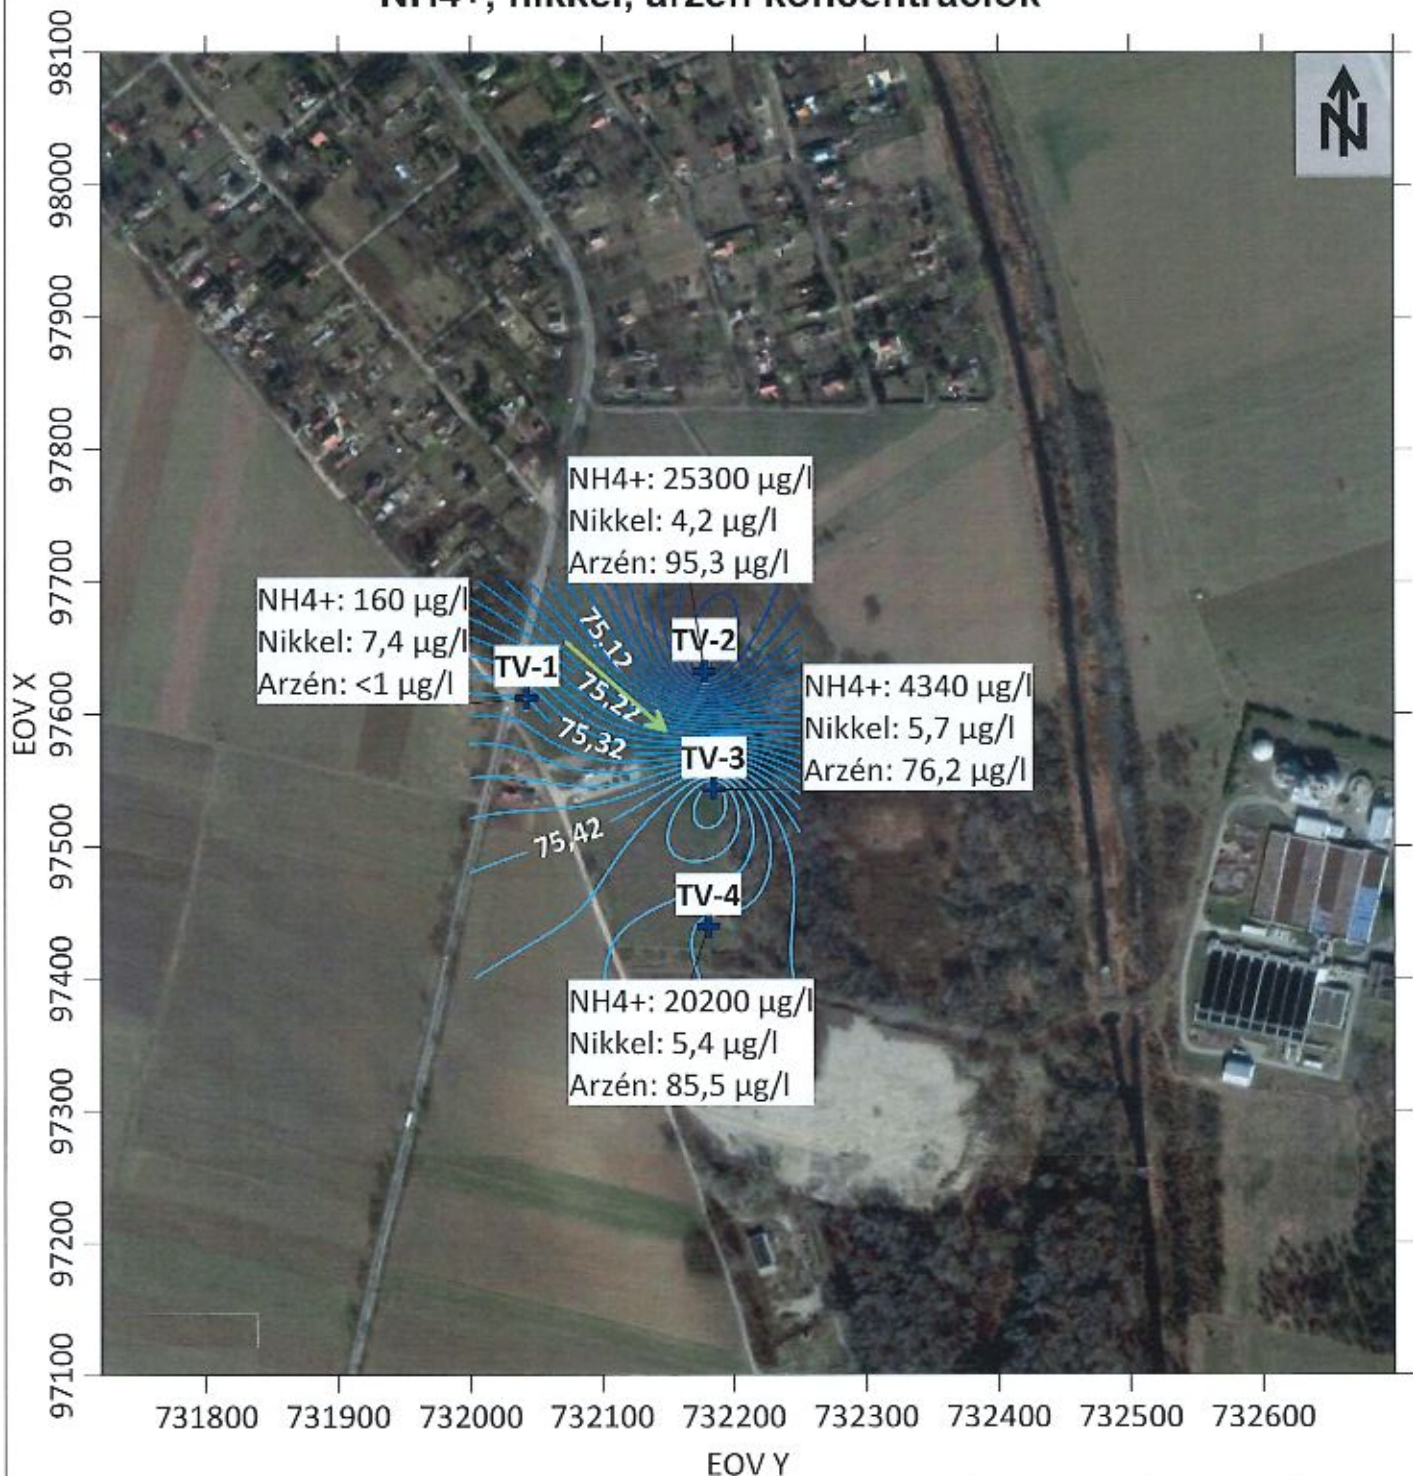 NH4+, nikkel, arzén koncentrációk
N
98100
98000
97900
97800
97700
97600
97500
97400
97300
97200
97100
EOV X
NH4+: 25300 µg/l
Nikkel: 4,2 µg/l
Arzén: 95,3 µg/l
NH4+: 160 µg/l
Nikkel: 7,4 µg/l
Arzén: <1 µg/l
TV-1
TV-2
75,12
75,22
75,32
75,42
NH4+: 4340 µg/l
Nikkel: 5,7 µg/l
Arzén: 76,2 µg/l
TV-3
TV-4
NH4+: 20200 µg/l
Nikkel: 5,4 µg/l
Arzén: 85,5 µg/l
731800 731900 732000 732100 732200 732300 732400 732500 732600
EOV Y